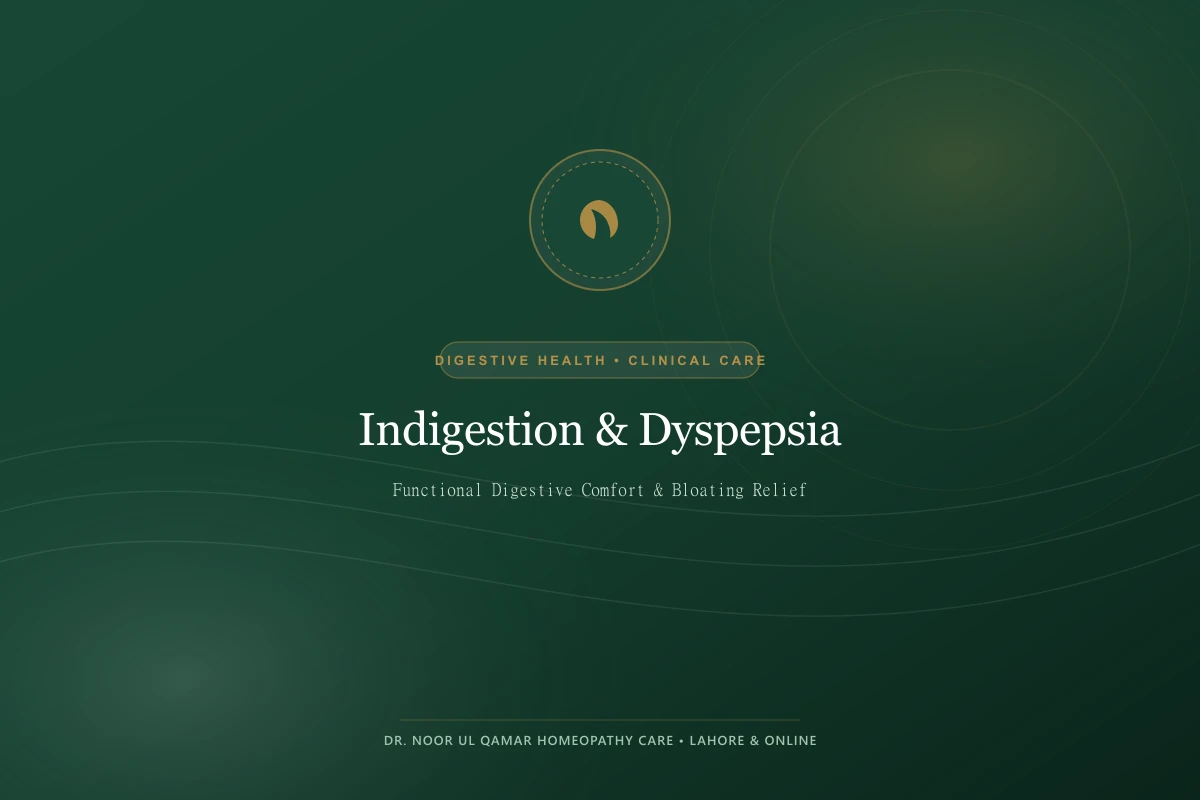 DIGESTIVE HEALTH • CLINICAL CARE
Indigestion & Dyspepsia
Functional Digestive Comfort & Bloating Relief
DR. NOOR UL QAMAR HOMEOPATHY CARE • LAHORE & ONLINE